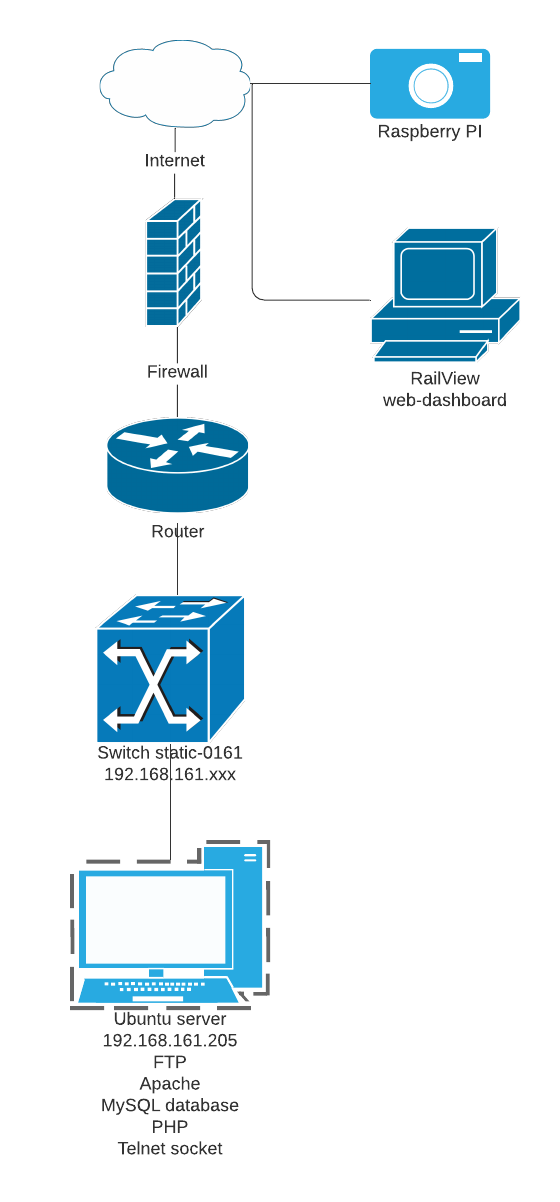 Raspberry PI
Internet
Firewall
RailView
web-dashboard
Router
Switch static-0161
192.168.161.xxx
Ubuntu server
192.168.161.205
FTP
Apache
MySQL database
PHP
Telnet socket